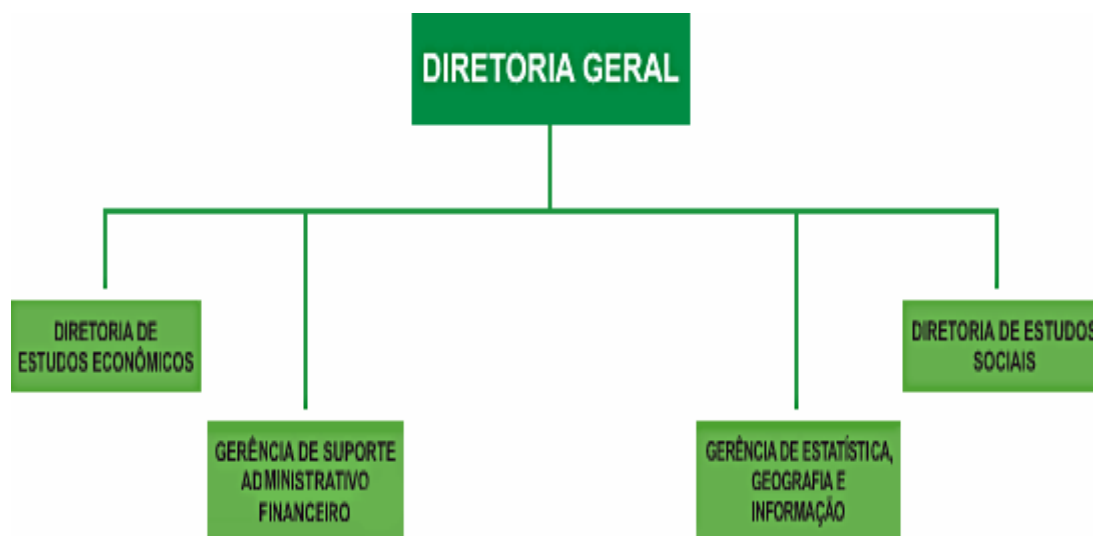 DIRETORIA GERAL
DIRETORIA DE
ESTUDOS ECONÔMICOS
DIRETORIA DE ESTUDOS
SOCIAIS
GERÊNCIA DE SUPORTE
ADMINISTRATIVO
FINANCEIRO
GERÊNCIA DE ESTATÍSTICA,
GEOGRAFIA E
INFORMAÇÃO